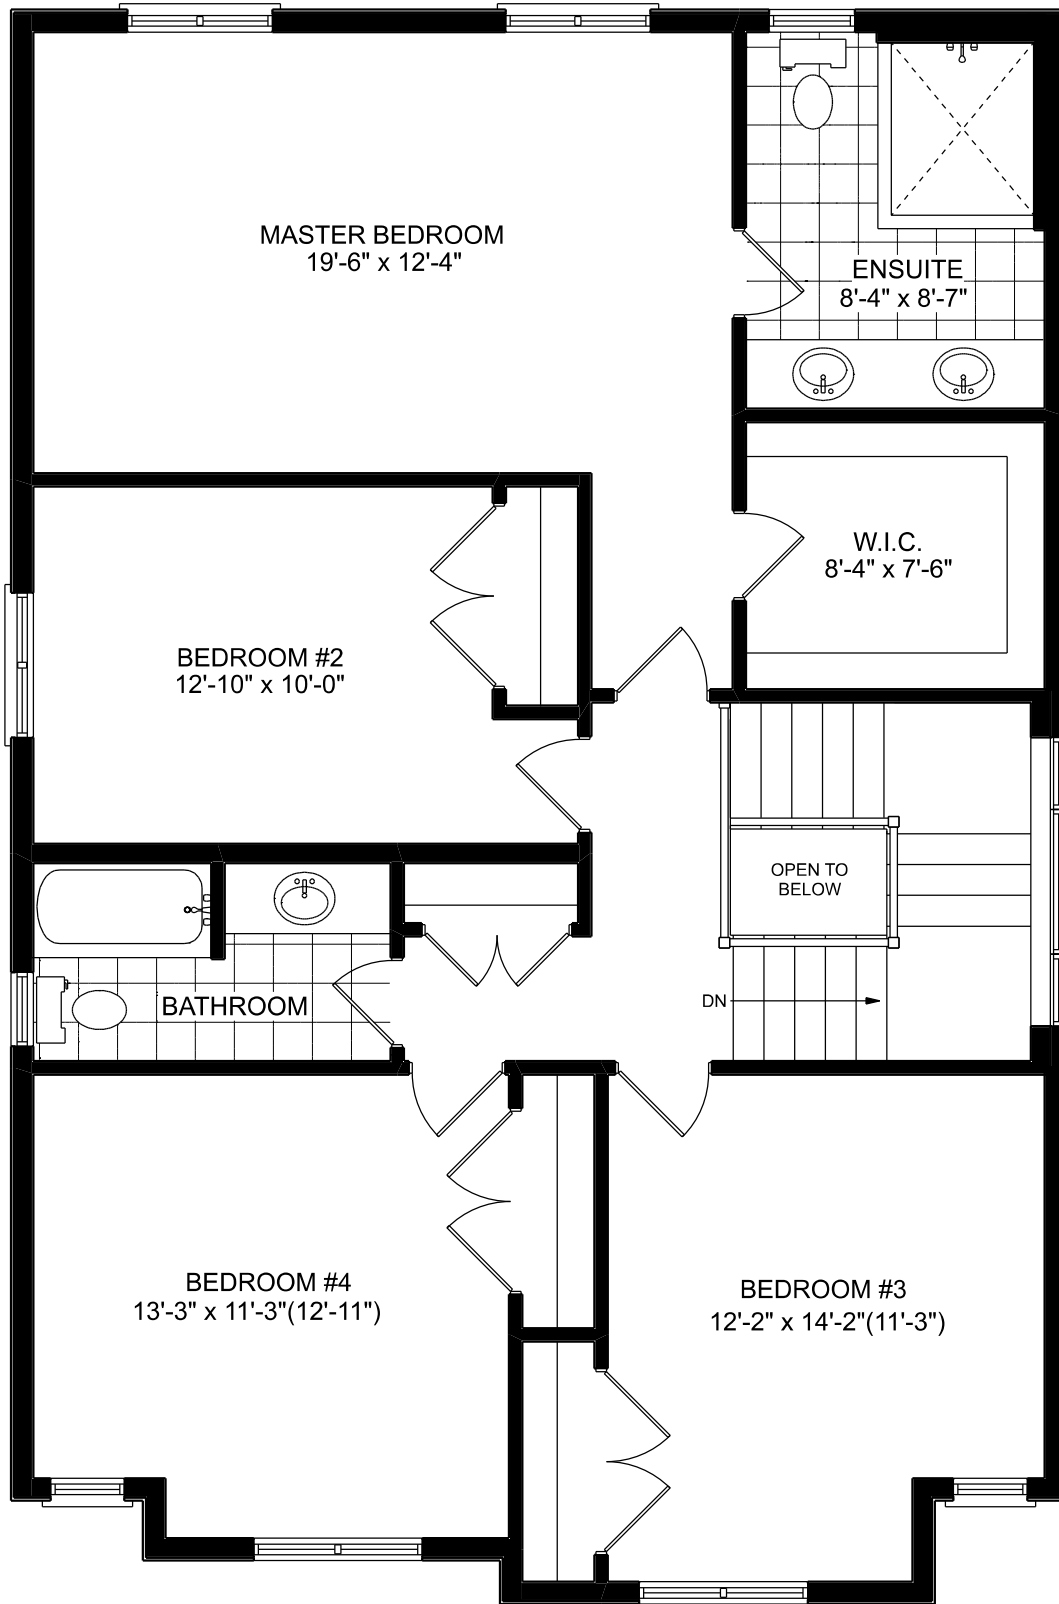 MASTER BEDROOM
19'-6" x 12'-4"
ENSUITE
8'-4" x 8'-7"
W.I.C.
8'-4" x 7'-6"
BEDROOM #2
12'-10" x 10'-0"
OPEN TO
BELOW
DN
BATHROOM
BEDROOM #4
13'-3" x 11'-3"(12'-11")
BEDROOM #3
12'-2" x 14'-2"(11'-3")